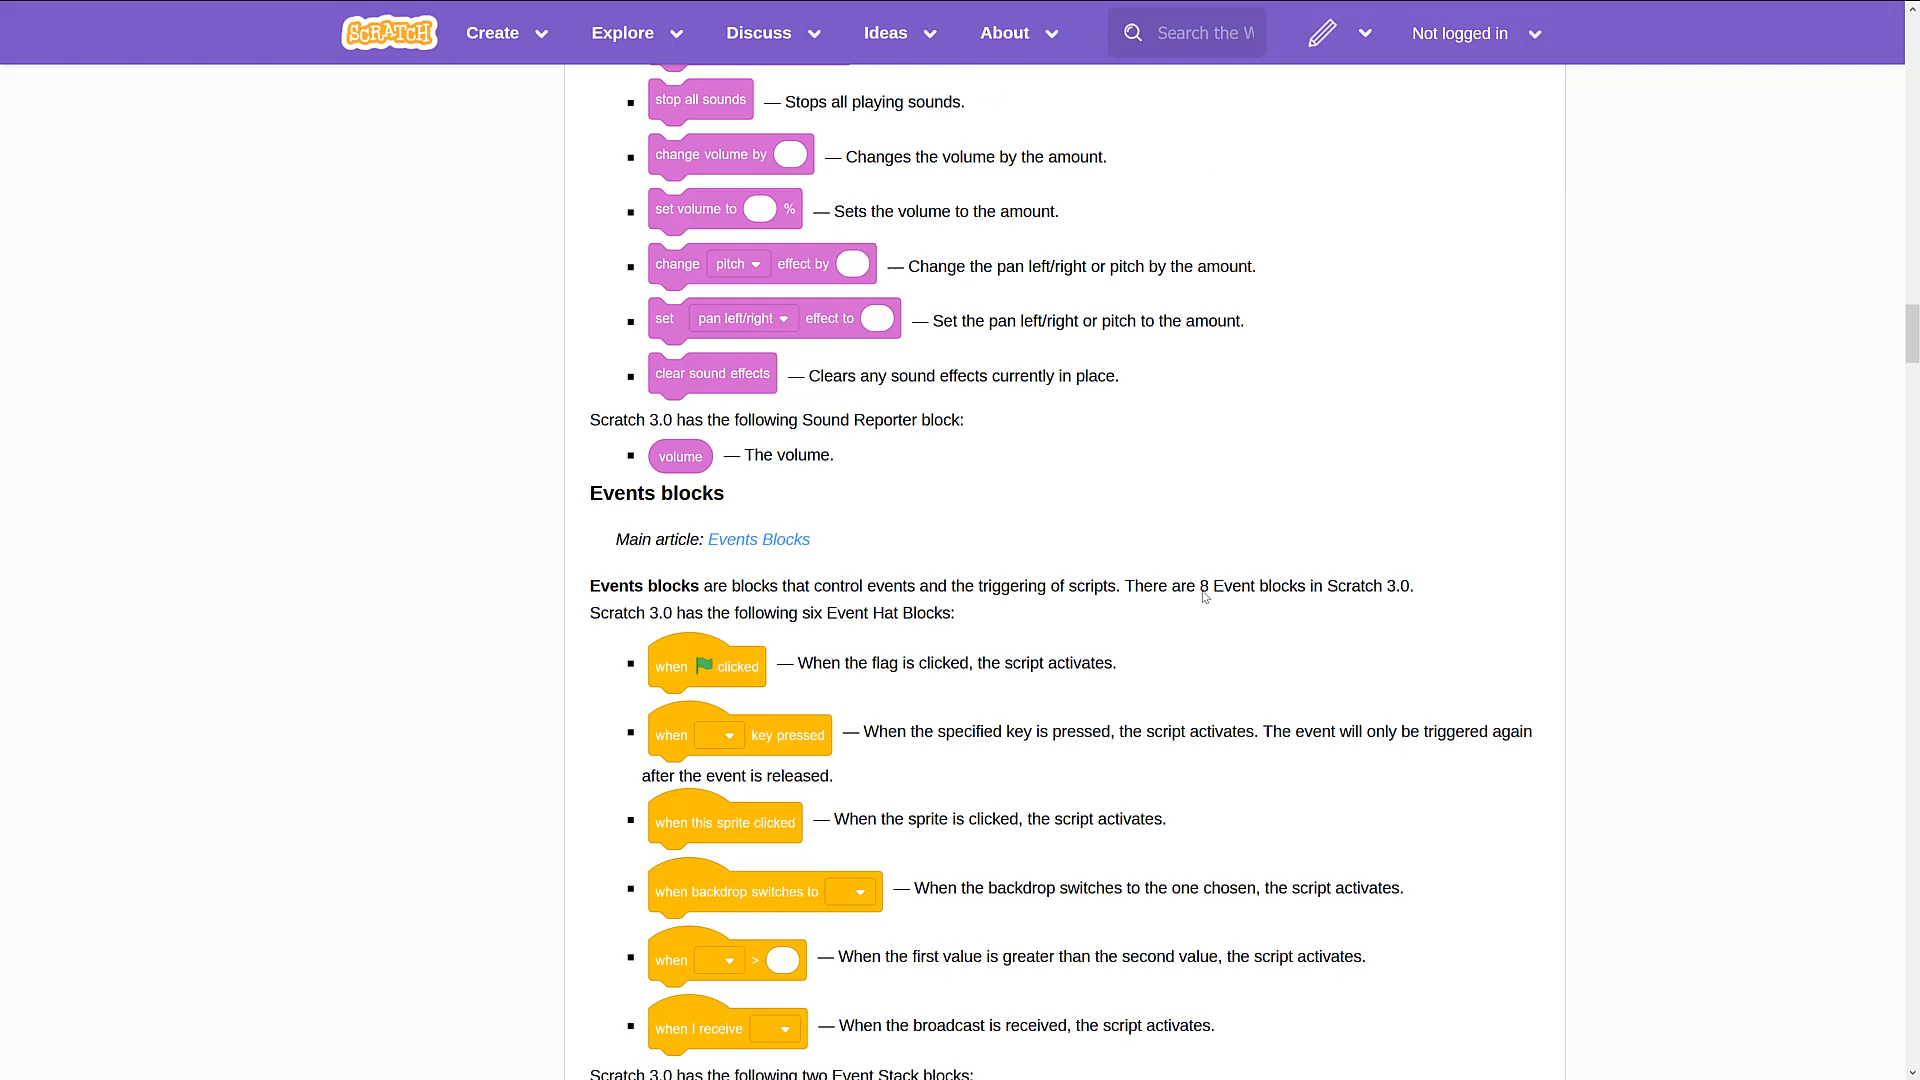 SCRATCH Create Explore Discuss Ideas About Search the W Not logged in
stop all sounds — Stops all playing sounds.
change volume by — Changes the volume by the amount.
set volume to % — Sets the volume to the amount.
change pitch effect by — Change the pan left/right or pitch by the amount.
set pan left/right effect to — Set the pan left/right or pitch to the amount.
clear sound effects — Clears any sound effects currently in place.
Scratch 3.0 has the following Sound Reporter block:
volume — The volume.
Events blocks
Main article: Events Blocks
Events blocks are blocks that control events and the triggering of scripts. There are 8 Event blocks in Scratch 3.0.
Scratch 3.0 has the following six Event Hat Blocks:
when clicked — When the flag is clicked, the script activates.
when key pressed — When the specified key is pressed, the script activates. The event will only be triggered again
after the event is released.
when this sprite clicked — When the sprite is clicked, the script activates.
when backdrop switches to — When the backdrop switches to the one chosen, the script activates.
when > — When the first value is greater than the second value, the script activates.
when I receive — When the broadcast is received, the script activates.
Scratch 3.0 has the following two Event Stack blocks: